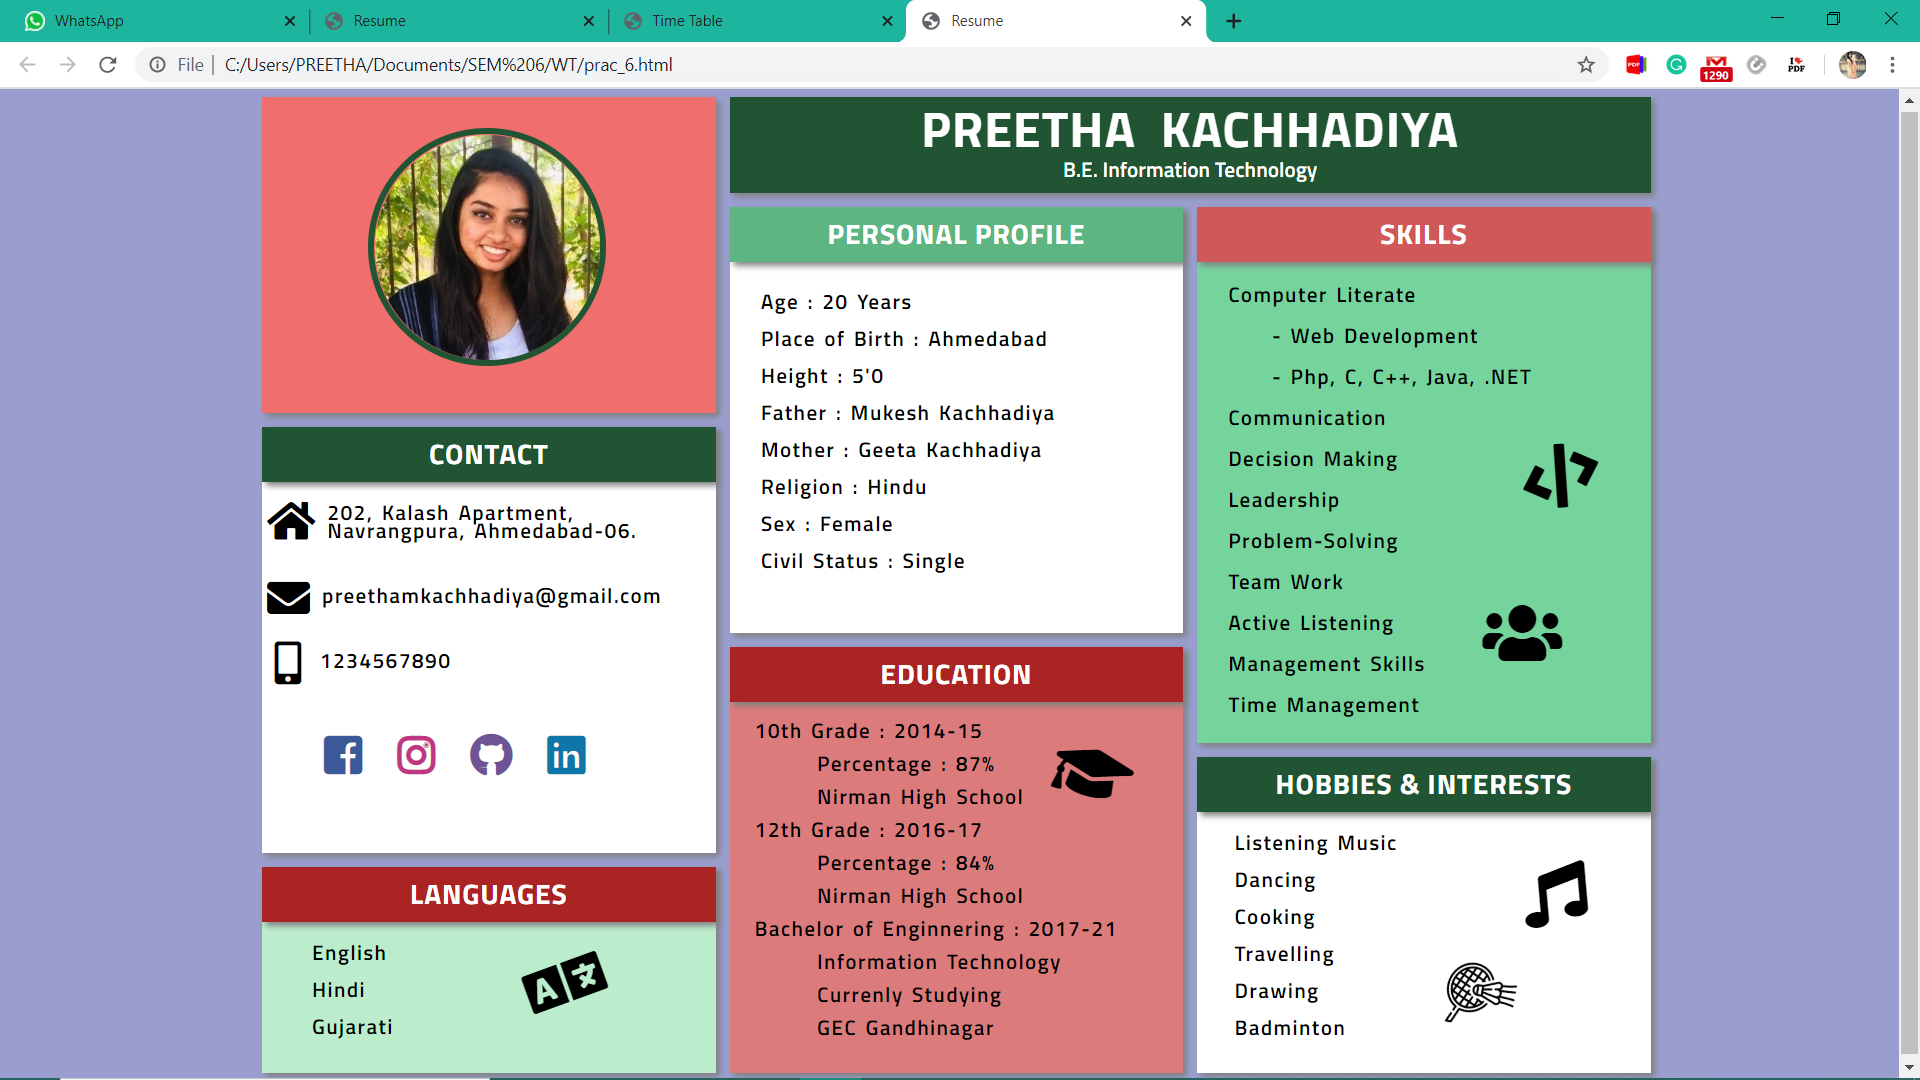 WhatsApp
Resume
Time Table
Resume
File | C:/Users/PREETHA/Documents/SEM%206/WT/prac_6.html
PDF
1290
I PDF
PREETHA KACHHADIYA
B.E. Information Technology
CONTACT
202, Kalash Apartment,
Navrangpura, Ahmedabad-06.
preethamkachhadiya@gmail.com
1234567890
in
LANGUAGES
English
Hindi
Gujarati
A 文
PERSONAL PROFILE
Age : 20 Years
Place of Birth : Ahmedabad
Height : 5'0
Father : Mukesh Kachhadiya
Mother : Geeta Kachhadiya
Religion : Hindu
Sex : Female
Civil Status : Single
EDUCATION
10th Grade : 2014-15
Percentage : 87%
Nirman High School
12th Grade : 2016-17
Percentage : 84%
Nirman High School
Bachelor of Enginnering : 2017-21
Information Technology
Currenly Studying
GEC Gandhinagar
SKILLS
Computer Literate
- Web Development
- Php, C, C++, Java, .NET
Communication
Decision Making
Leadership
Problem-Solving
Team Work
Active Listening
Management Skills
Time Management
HOBBIES & INTERESTS
Listening Music
Dancing
Cooking
Travelling
Drawing
Badminton